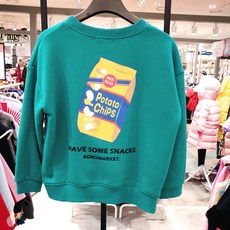 Potato
& Chips
HAVE SOME SNACKS
BOBOMARKET.